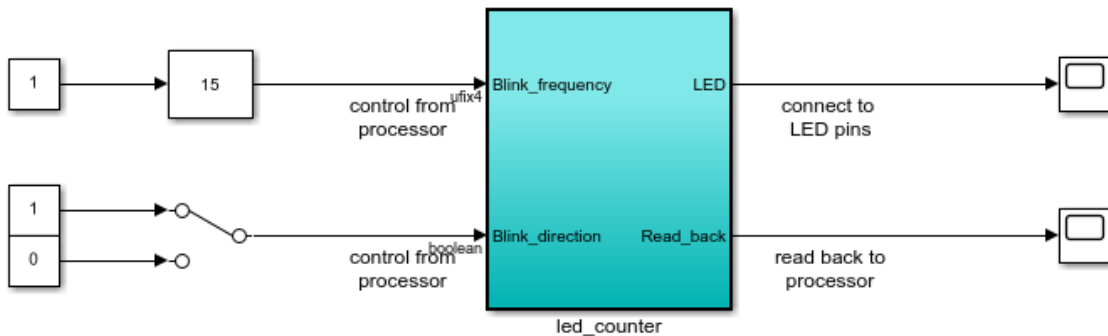 1
15
control from
processor
ufix4
Blink_frequency
LED
connect to
LED pins
1
0
control from
processor
boolean
Blink_direction
Read_back
read back to
processor
led_counter